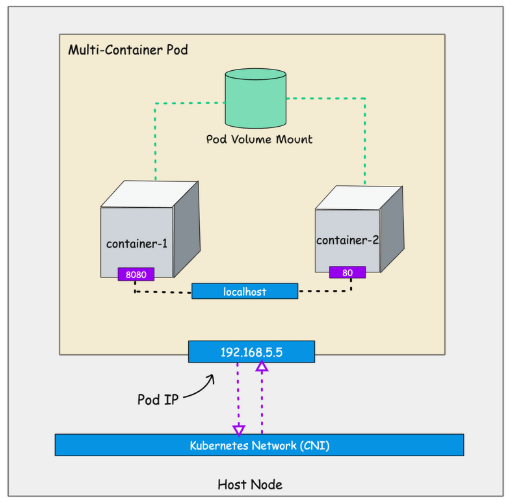 Multi-Container Pod
Pod Volume Mount
container-1
container-2
8080
80
localhost
192.168.5.5
Pod IP
Kubernetes Network (CNI)
Host Node